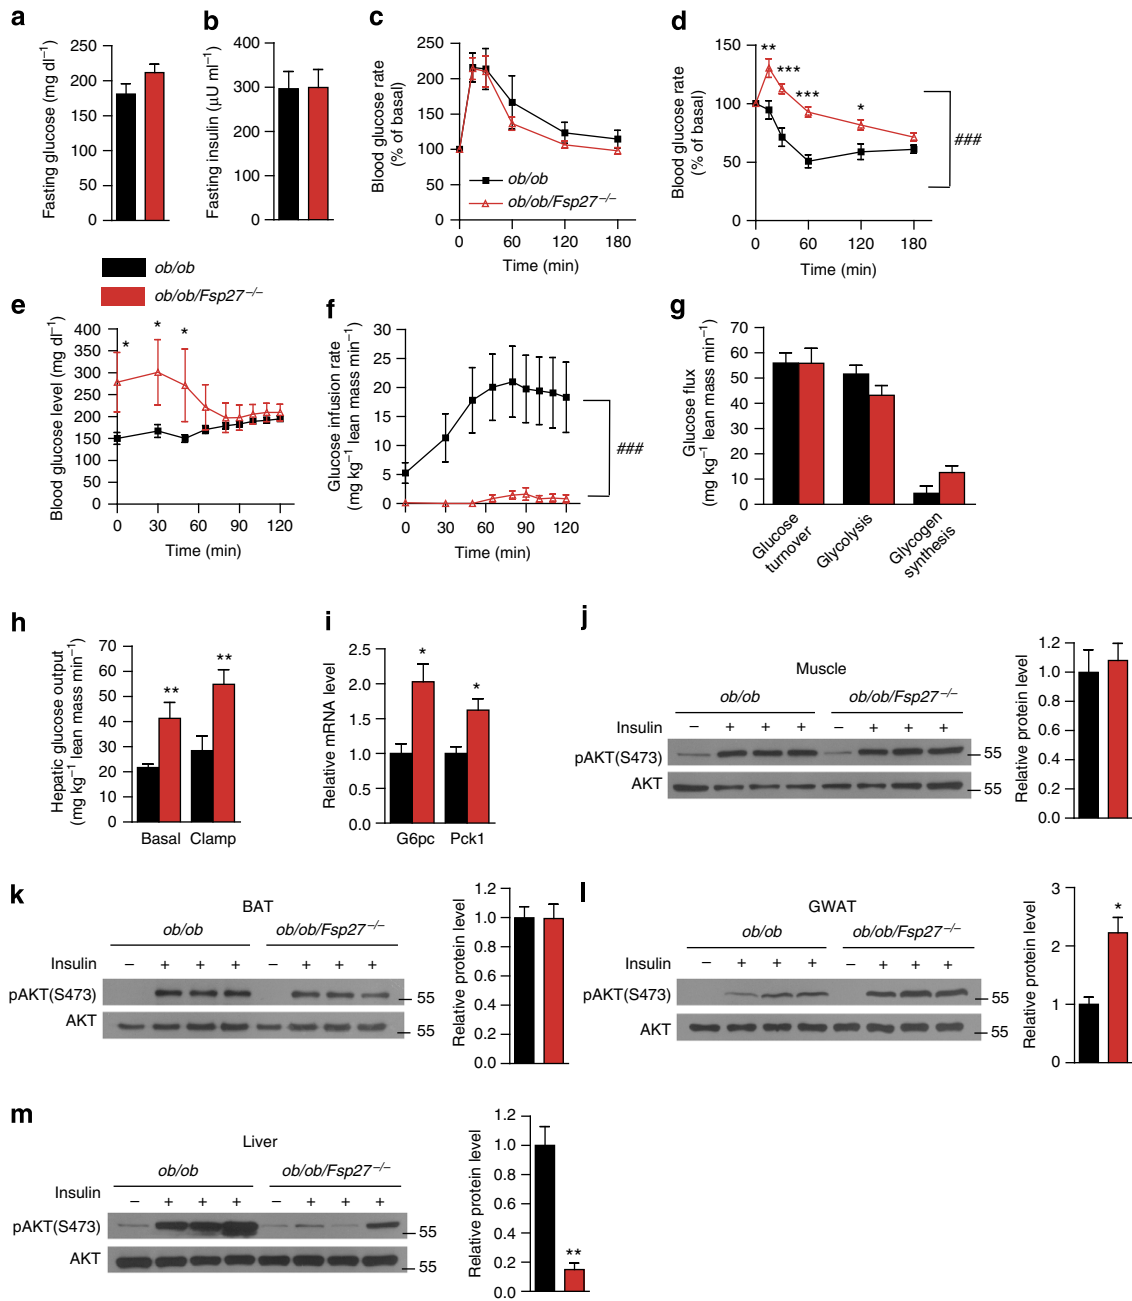 a
Fasting glucose (mg dl⁻¹)
250
200
150
100
50
0
b
Fasting insulin (μU ml⁻¹)
400
300
200
100
0
c
Blood glucose rate
(% of basal)
250
200
150
100
50
0
ob/ob
ob/ob/Fsp27⁻/⁻
0 60 120 180
Time (min)
d
Blood glucose rate
(% of basal)
150
100
50
0
** *** *** *
###
0 60 120 180
Time (min)
ob/ob
ob/ob/Fsp27⁻/⁻
e
Blood glucose level (mg dl⁻¹)
400
350
300
250
200
150
100
50
0
* * *
0 30 60 90 120
Time (min)
f
Glucose infusion rate
(mg kg⁻¹ lean mass min⁻¹)
30
25
20
15
10
5
0
###
0 30 60 90 120
Time (min)
g
Glucose flux
(mg kg⁻¹ lean mass min⁻¹)
70
60
50
40
30
20
10
0
Glucose
turnover
Glycolysis
Glycogen
synthesis
h
Hepatic glucose output
(mg kg⁻¹ lean mass min⁻¹)
70
60
50
40
30
20
10
0
** **
Basal Clamp
i
Relative mRNA level
2.5
2.0
1.5
1.0
0.5
0.0
* *
G6pc Pck1
j
Muscle
ob/ob ob/ob/Fsp27⁻/⁻
Insulin − + + + − + + +
pAKT(S473) 55
AKT 55
Relative protein level
1.2
1.0
0.8
0.6
0.4
0.2
0.0
k
BAT
ob/ob ob/ob/Fsp27⁻/⁻
Insulin − + + + − + + +
pAKT(S473) 55
AKT 55
Relative protein level
1.2
1.0
0.8
0.6
0.4
0.2
0.0
l
GWAT
ob/ob ob/ob/Fsp27⁻/⁻
Insulin − + + + − + + +
pAKT(S473) 55
AKT 55
Relative protein level
3
2
1
0
*
m
Liver
ob/ob ob/ob/Fsp27⁻/⁻
Insulin
− + + + − + + +
pAKT(S473) 55
AKT 55
Relative protein level
1.2
1.0
0.8
0.6
0.4
0.2
0.0
**